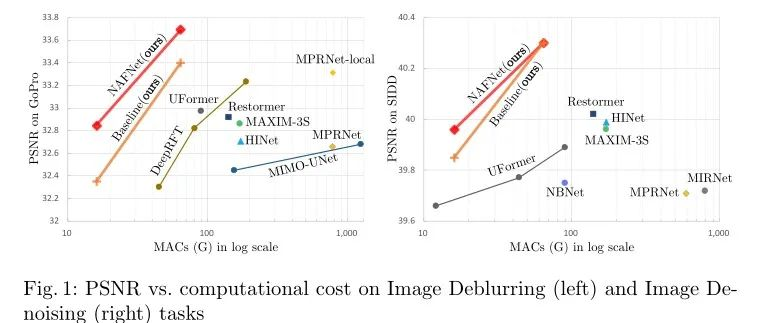 33.8
33.6
33.4
33.2
33
32.8
32.6
32.4
32.2
32
PSNR on GoPro
NAFNet(ours)
Baseline(ours)
UFormer
Restormer
MAXIM-3S
HINet
DeepRFT
MPRNet-local
MPRNet
MIMO-UNet
10
100
1,000
MACs (G) in log scale
40.4
40.2
40
39.8
39.6
PSNR on SIDD
NAFNet(ours)
Baseline(ours)
Restormer
HINet
MAXIM-3S
UFormer
NBNet
MIRNet
MPRNet
10
100
1000
MACs (G) in log scale
Fig. 1: PSNR vs. computational cost on Image Deblurring (left) and Image De-
noising (right) tasks